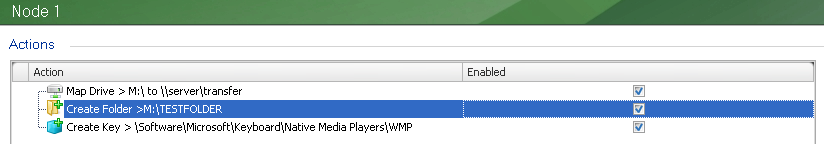 Node 1
Actions
Action Enabled
Map Drive > M:\ to \\server\transfer
Create Folder >M:\TESTFOLDER
Create Key > \Software\Microsoft\Keyboard\Native Media Players\WMP